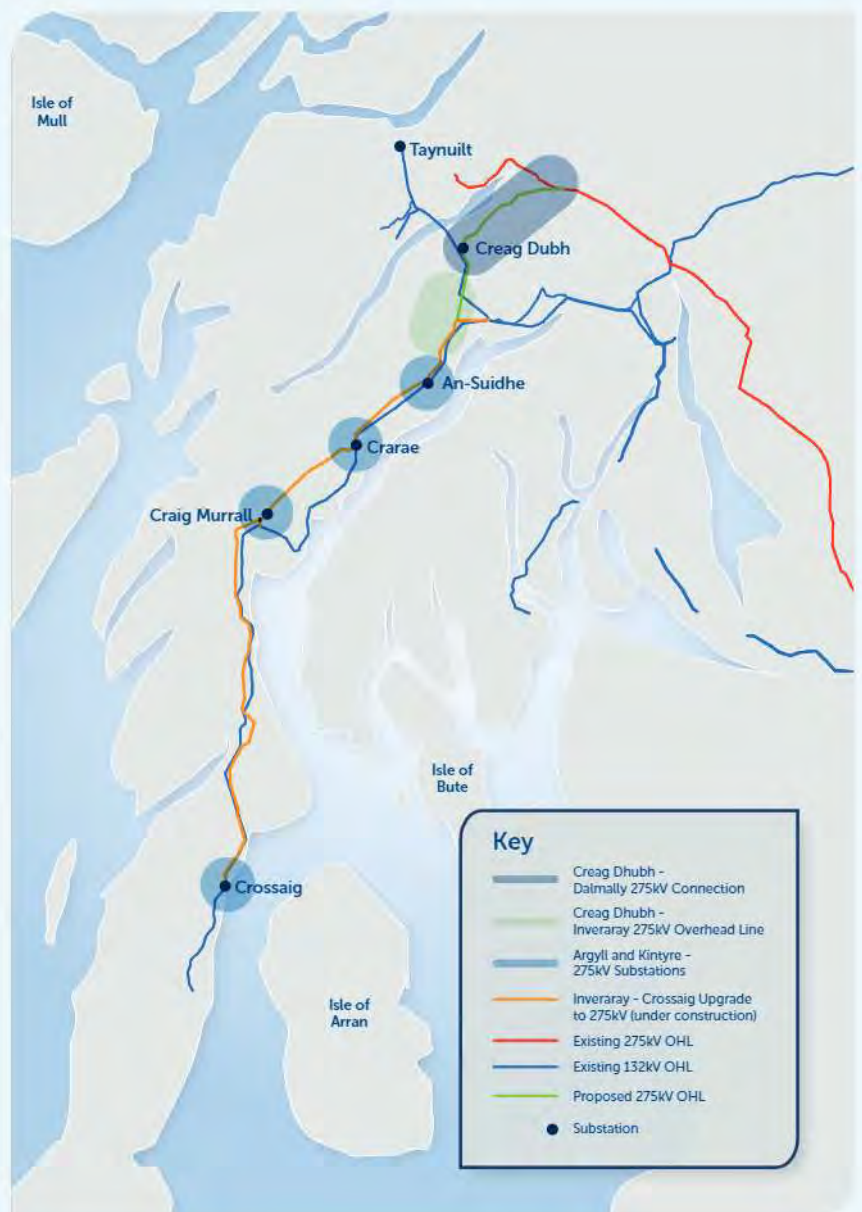 Isle of
Mull
Taynuilt
Creag Dubh
An-Suidhe
Crarae
Craig Murrall
Isle of
Bute
Crossaig
Isle of
Arran
Key
Creag Dhubh -
Dalmally 275kV Connection
Creag Dhubh -
Inveraray 275kV Overhead Line
Argyll and Kintyre -
275kV Substations
Inveraray - Crossaig Upgrade
to 275kV (under construction)
Existing 275kV OHL
Existing 132kV OHL
Proposed 275kV OHL
Substation